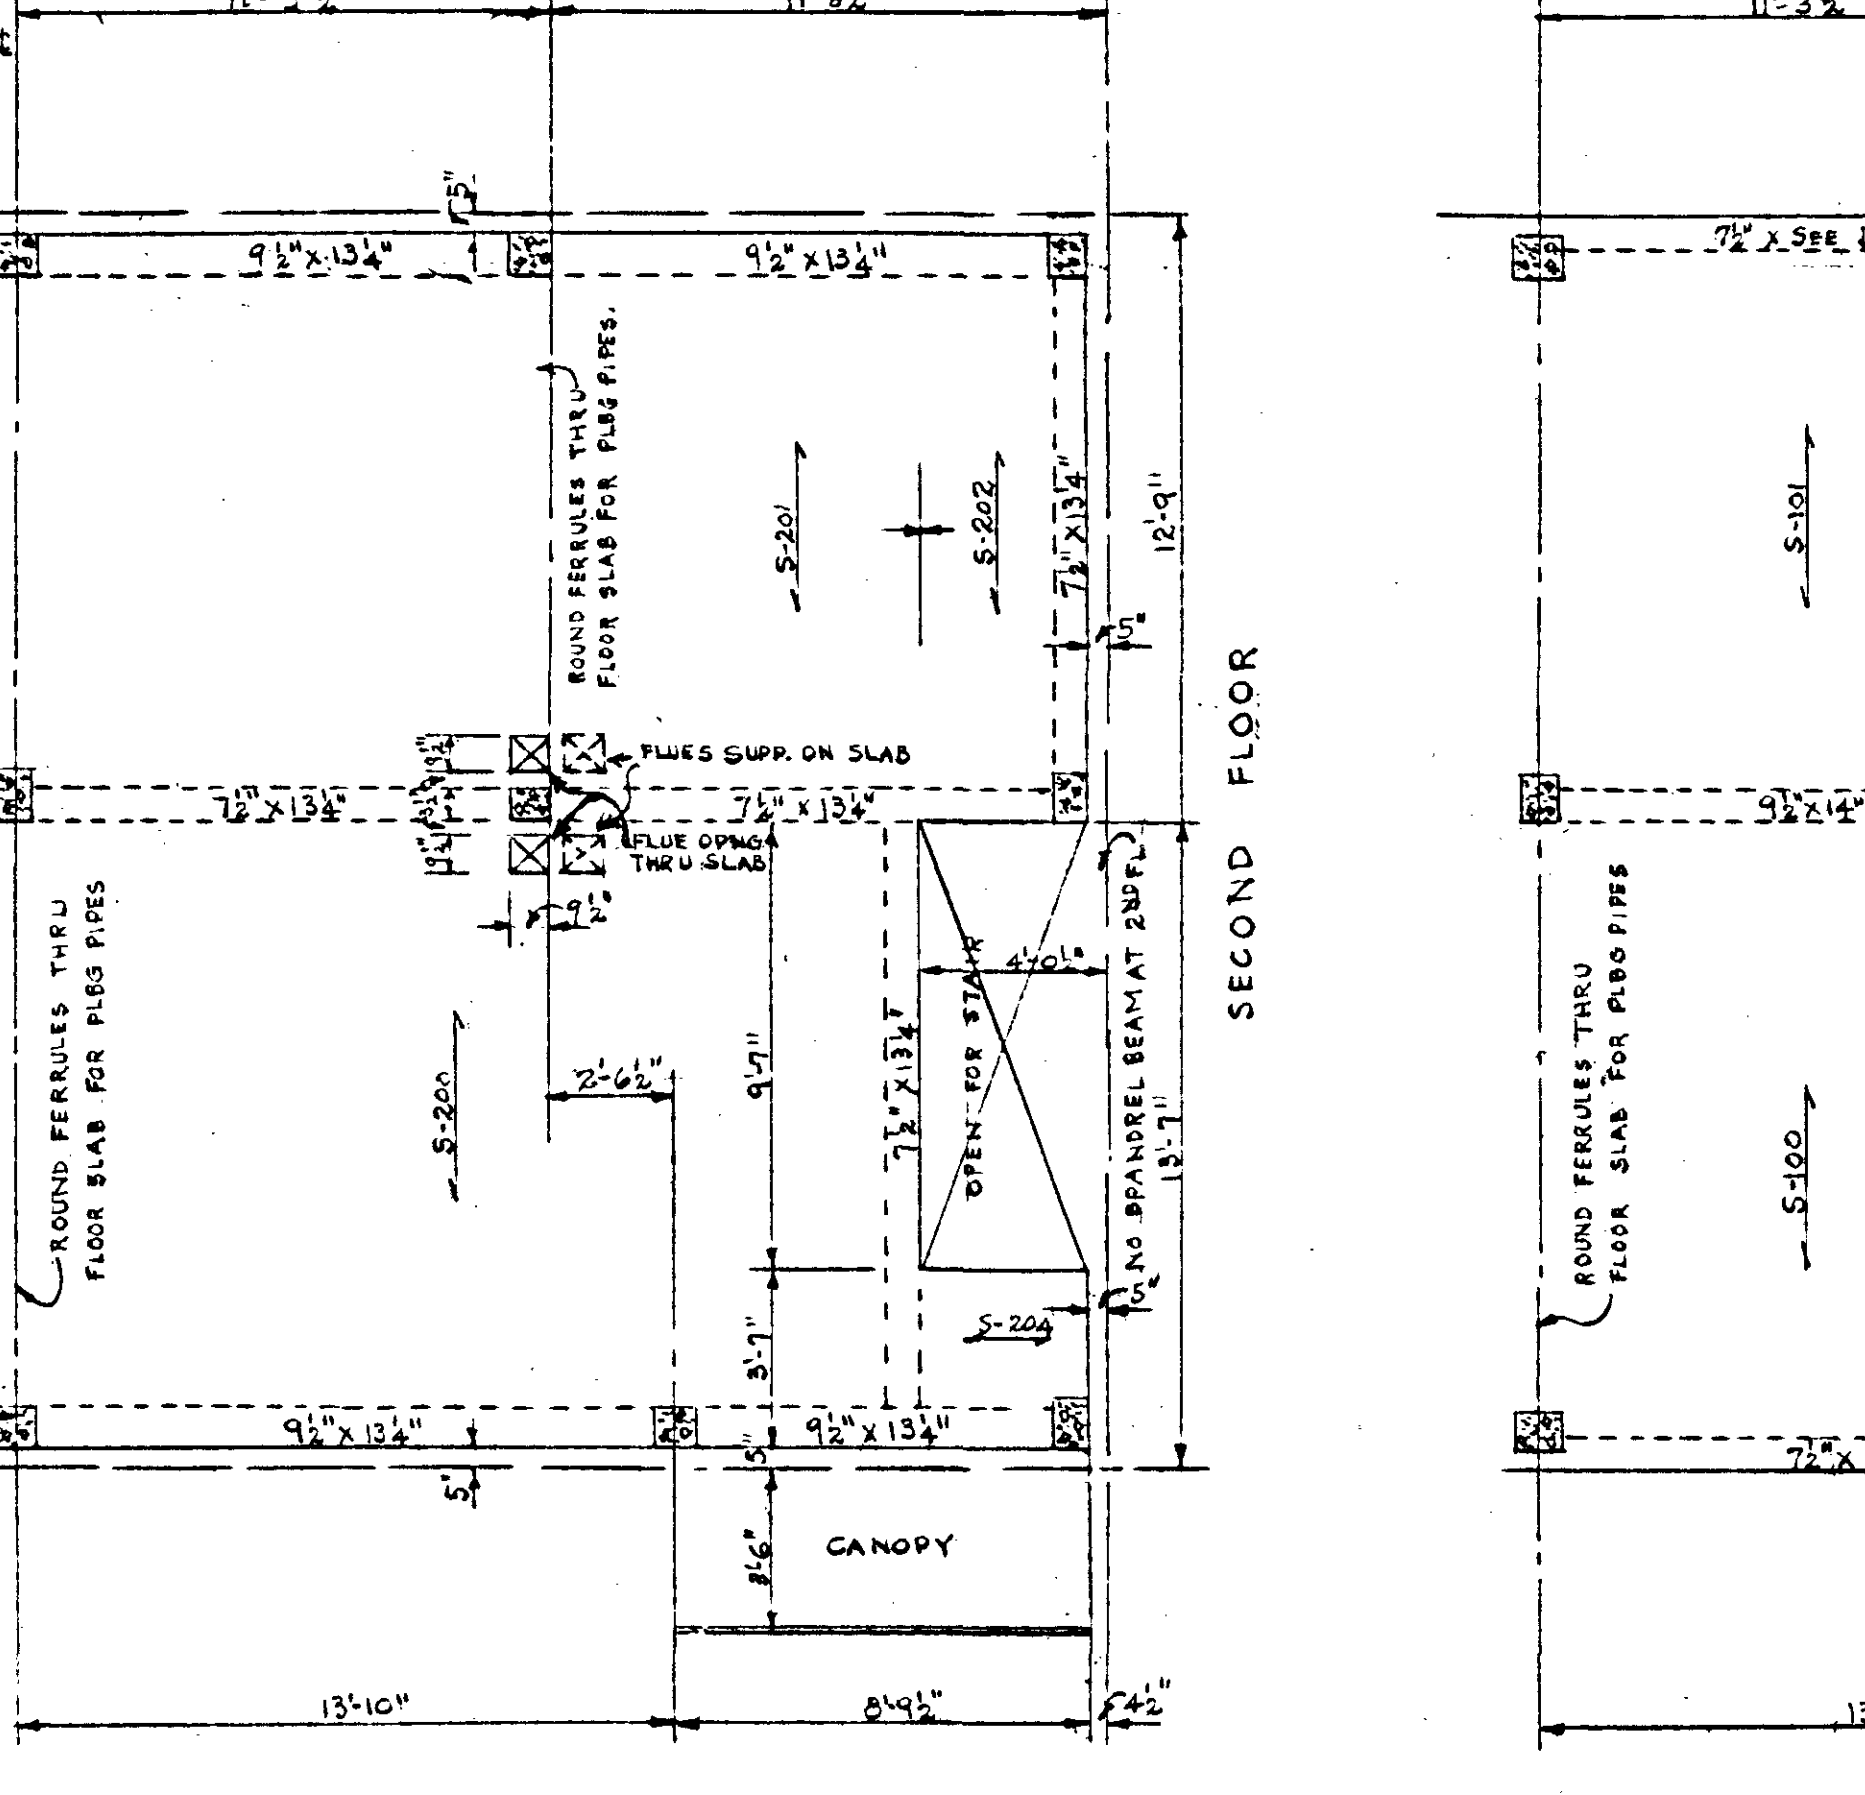 5"
9½" x 13¼"
9½" x 13¼"
7½" x SEE
ROUND FERRULES THRU
FLOOR SLAB FOR PLBG PIPES.
S-201
S-202
7½" x 13¼"
12'-9"
5"
S-101
SECOND FLOOR
FLUES SUPP. ON SLAB
9½"
7½" x 13¼"
7½" x 13¼"
9½" x 14"
9½"
FLUE OPNG
THRU SLAB
9½"
ROUND FERRULES THRU
FLOOR SLAB FOR PLBG PIPES
S-200
2'-6½"
9'-7"
7½" x 13¼"
OPEN FOR STAIR
4'-0½"
NO SPANDREL BEAM AT 2ND FL
13'-7"
ROUND FERRULES THRU
FLOOR SLAB FOR PLBG PIPES
S-100
5"
S-204
3'-7"
9½" x 13¼"
9½" x 13¼"
7½" x
5"
5"
CANOPY
13'-10"
8'-9½"
4½"